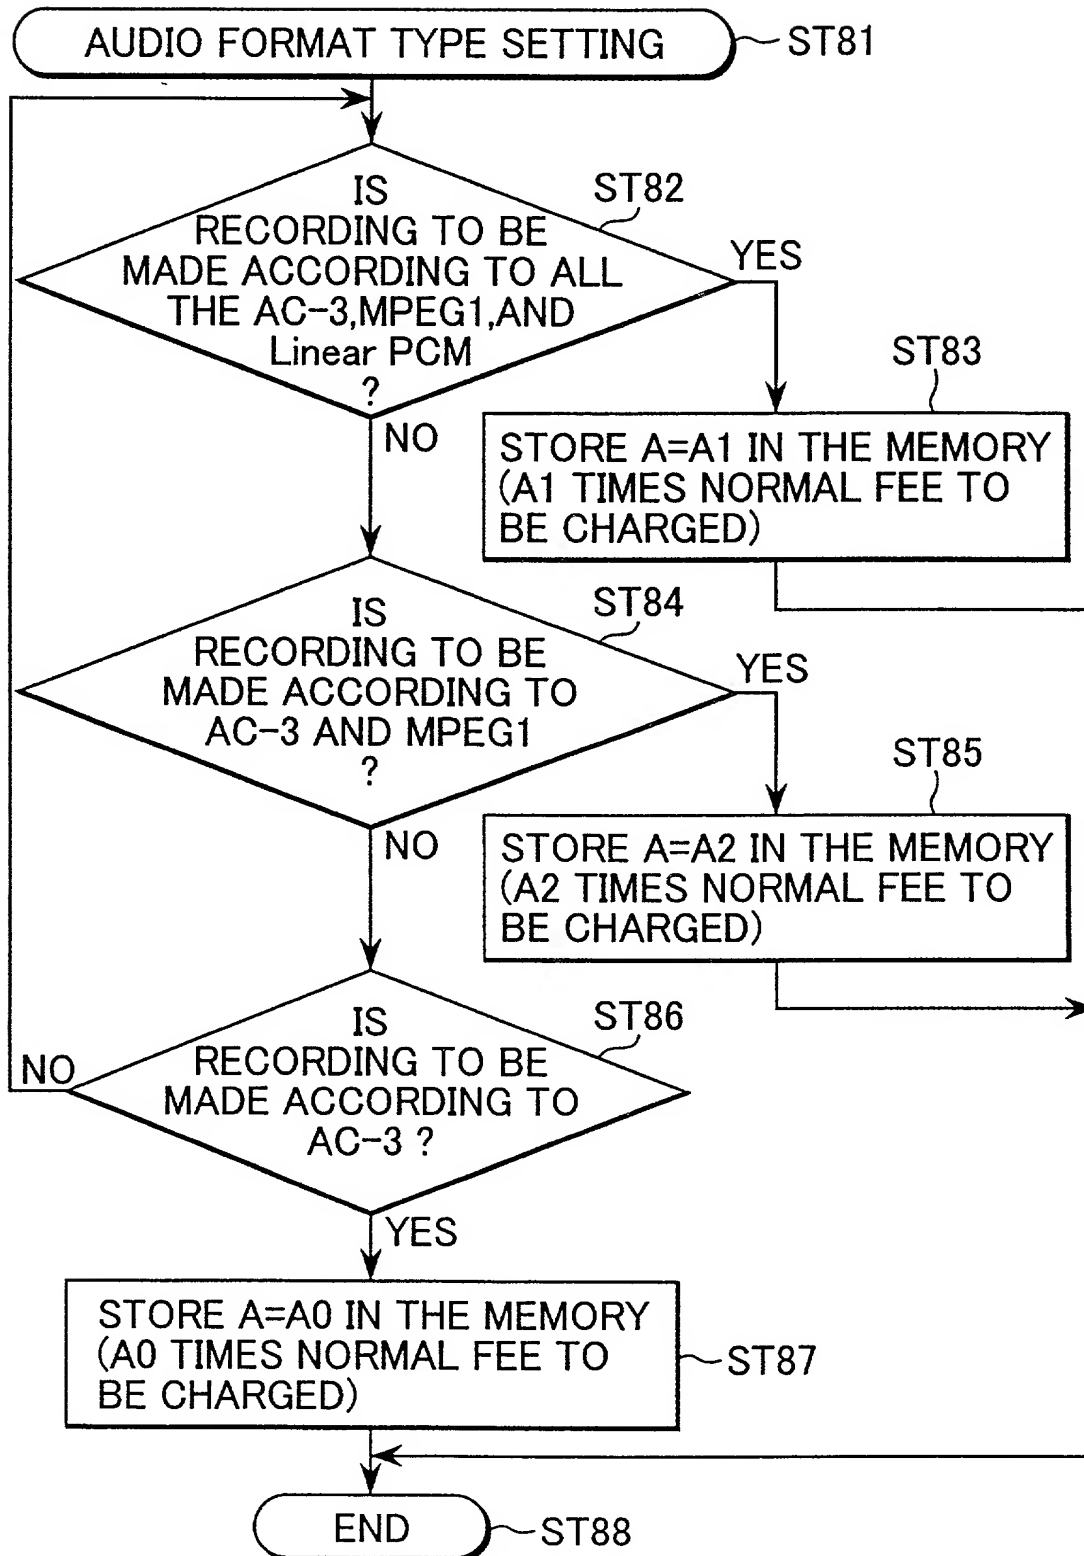 AUDIO FORMAT TYPE SETTING
ST81
IS
RECORDING TO BE
MADE ACCORDING TO ALL
THE AC-3,MPEG1,AND
Linear PCM
?
ST82
YES
NO
ST83
STORE A=A1 IN THE MEMORY
(A1 TIMES NORMAL FEE TO
BE CHARGED)
IS
RECORDING TO BE
MADE ACCORDING TO
AC-3 AND MPEG1
?
ST84
YES
NO
ST85
STORE A=A2 IN THE MEMORY
(A2 TIMES NORMAL FEE TO
BE CHARGED)
IS
RECORDING TO BE
MADE ACCORDING TO
AC-3 ?
ST86
NO
YES
STORE A=A0 IN THE MEMORY
(A0 TIMES NORMAL FEE TO
BE CHARGED)
ST87
END
ST88